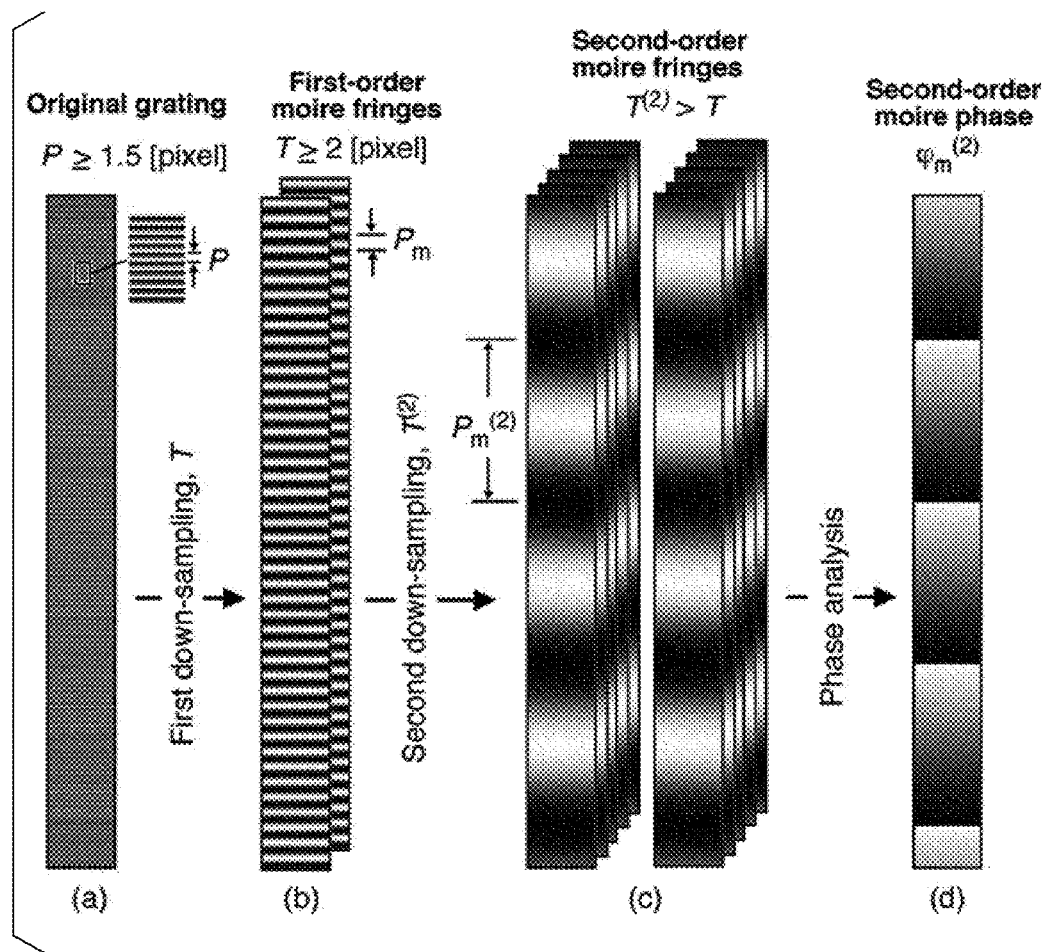 Original grating
P ≥ 1.5 [pixel]
P
First down-sampling, T
(a)
First-order
moire fringes
T ≥ 2 [pixel]
Pm
Second down-sampling, T(2)
(b)
Second-order
moire fringes
T(2) > T
Pm(2)
Phase analysis
(c)
Second-order
moire phase
φm(2)
(d)